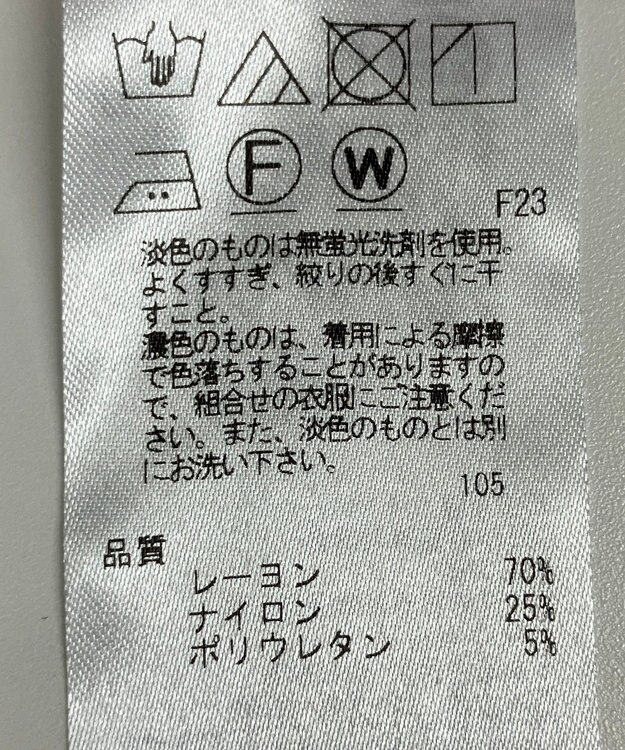 F
W
F23
淡色のものは無蛍光洗剤を使用。
よくすすぎ、絞りの後すぐに干
すこと。
濃色のものは、着用による摩擦
で色落ちすることがありますの
で、組合せの衣服にご注意くだ
さい。また、淡色のものとは別
にお洗い下さい。
105
品質
レーヨン 70%
ナイロン 25%
ポリウレタン 5%